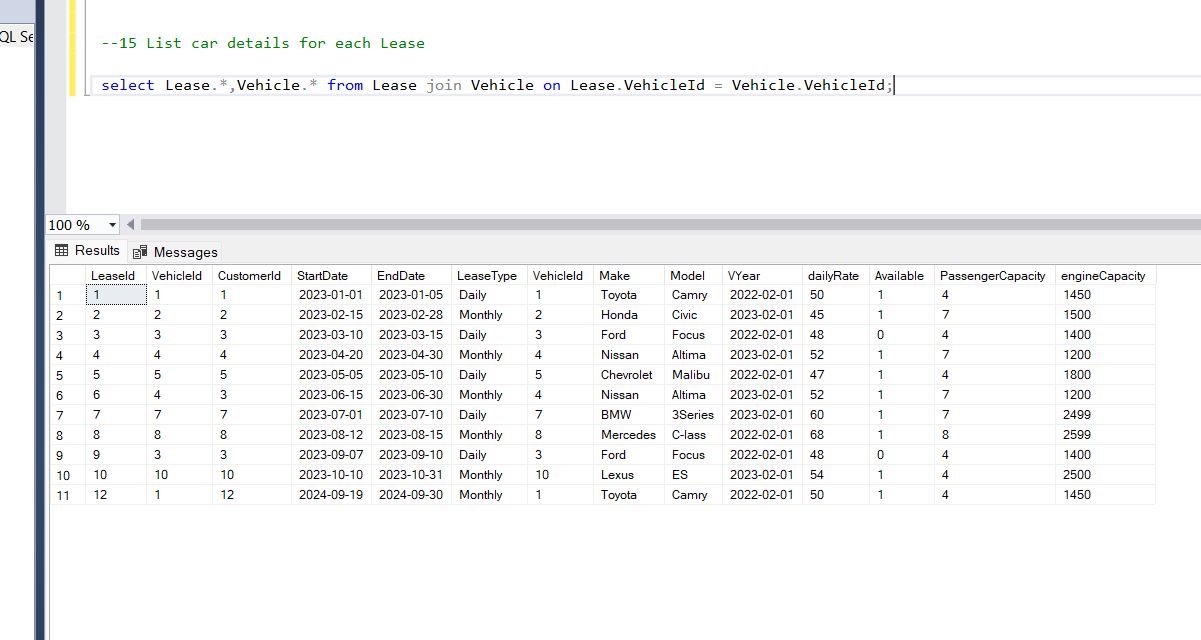 QL Se
--15 List car details for each Lease
select Lease.*,Vehicle.* from Lease join Vehicle on Lease.VehicleId = Vehicle.VehicleId;
100 %
Results Messages
LeaseId VehicleId CustomerId StartDate EndDate LeaseType VehicleId Make Model VYear dailyRate Available PassengerCapacity engineCapacity
1 1 1 1 2023-01-01 2023-01-05 Daily 1 Toyota Camry 2022-02-01 50 1 4 1450
2 2 2 2 2023-02-15 2023-02-28 Monthly 2 Honda Civic 2023-02-01 45 1 7 1500
3 3 3 3 2023-03-10 2023-03-15 Daily 3 Ford Focus 2022-02-01 48 0 4 1400
4 4 4 4 2023-04-20 2023-04-30 Monthly 4 Nissan Altima 2023-02-01 52 1 7 1200
5 5 5 5 2023-05-05 2023-05-10 Daily 5 Chevrolet Malibu 2022-02-01 47 1 4 1800
6 6 4 3 2023-06-15 2023-06-30 Monthly 4 Nissan Altima 2023-02-01 52 1 7 1200
7 7 7 7 2023-07-01 2023-07-10 Daily 7 BMW 3Series 2023-02-01 60 1 7 2499
8 8 8 8 2023-08-12 2023-08-15 Monthly 8 Mercedes C-lass 2022-02-01 68 1 8 2599
9 9 3 3 2023-09-07 2023-09-10 Daily 3 Ford Focus 2022-02-01 48 0 4 1400
10 10 10 10 2023-10-10 2023-10-31 Monthly 10 Lexus ES 2023-02-01 54 1 4 2500
11 12 1 12 2024-09-19 2024-09-30 Monthly 1 Toyota Camry 2022-02-01 50 1 4 1450